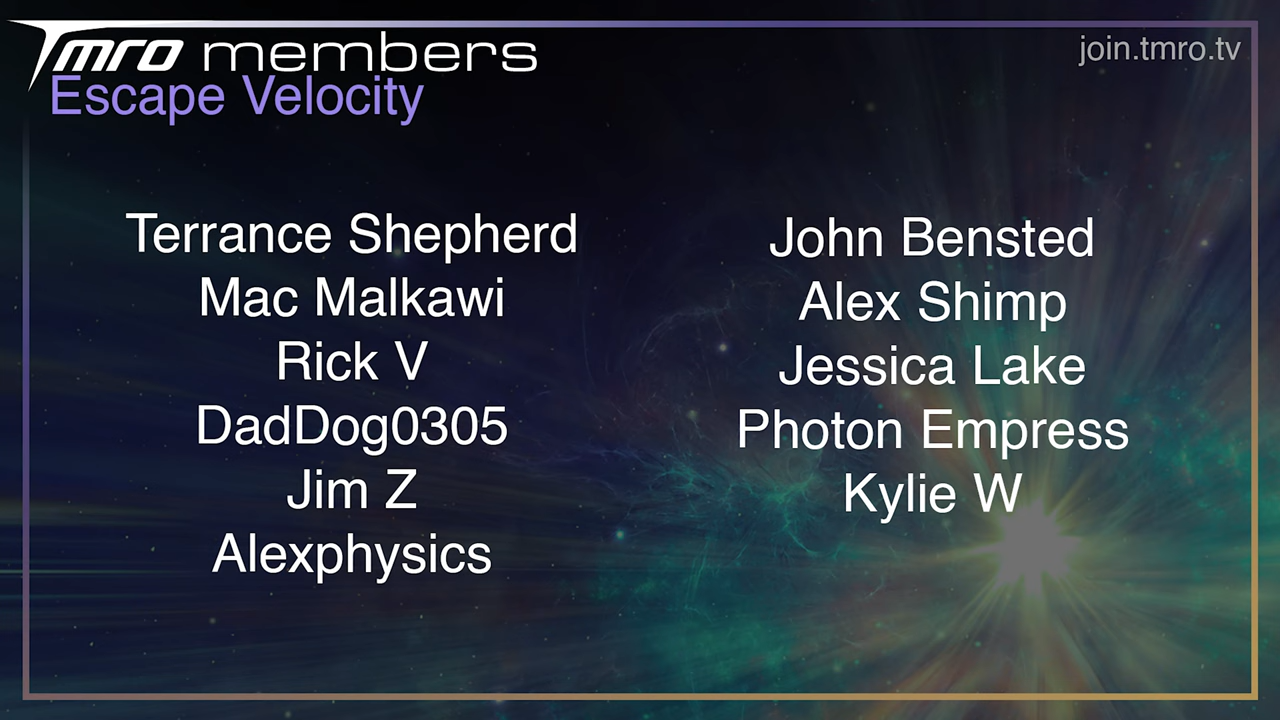 Tmro members
join.tmro.tv
Escape Velocity
Terrance Shepherd
Mac Malkawi
Rick V
DadDog0305
Jim Z
Alexphysics
John Bensted
Alex Shimp
Jessica Lake
Photon Empress
Kylie W